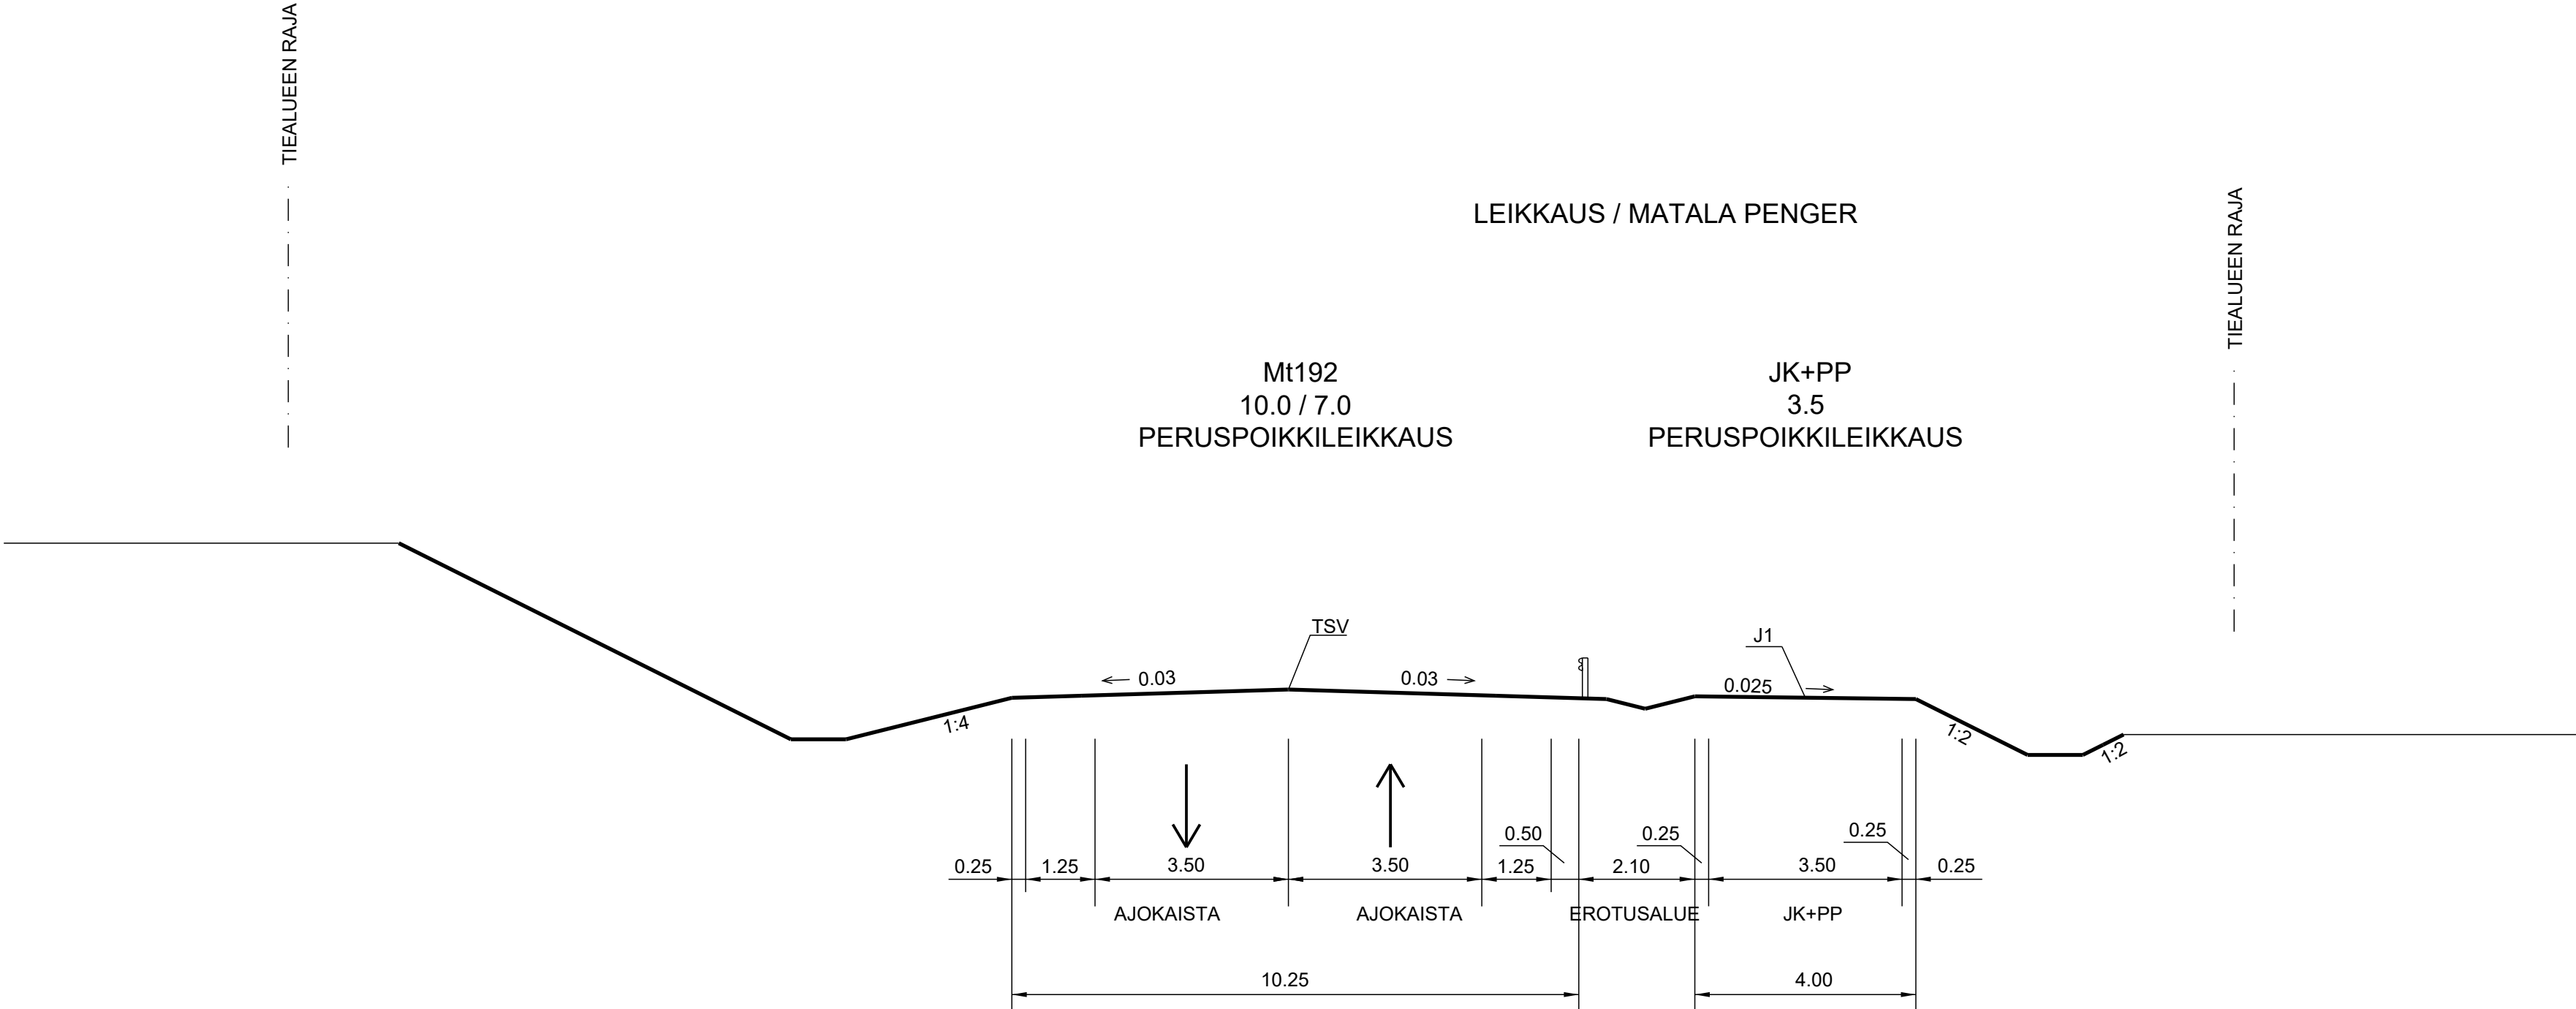 TIEALUEEN RAJA
TIEALUEEN RAJA
LEIKKAUS / MATALA PENGER
Mt192
10.0 / 7.0
PERUSPOIKKILEIKKAUS
JK+PP
3.5
PERUSPOIKKILEIKKAUS
TSV
J1
0.03
0.03
0.025
1:4
1:2
1:2
0.50
0.25
0.25
0.25
1.25
3.50
3.50
1.25
2.10
3.50
0.25
AJOKAISTA
AJOKAISTA
EROTUSALUE
JK+PP
10.25
4.00